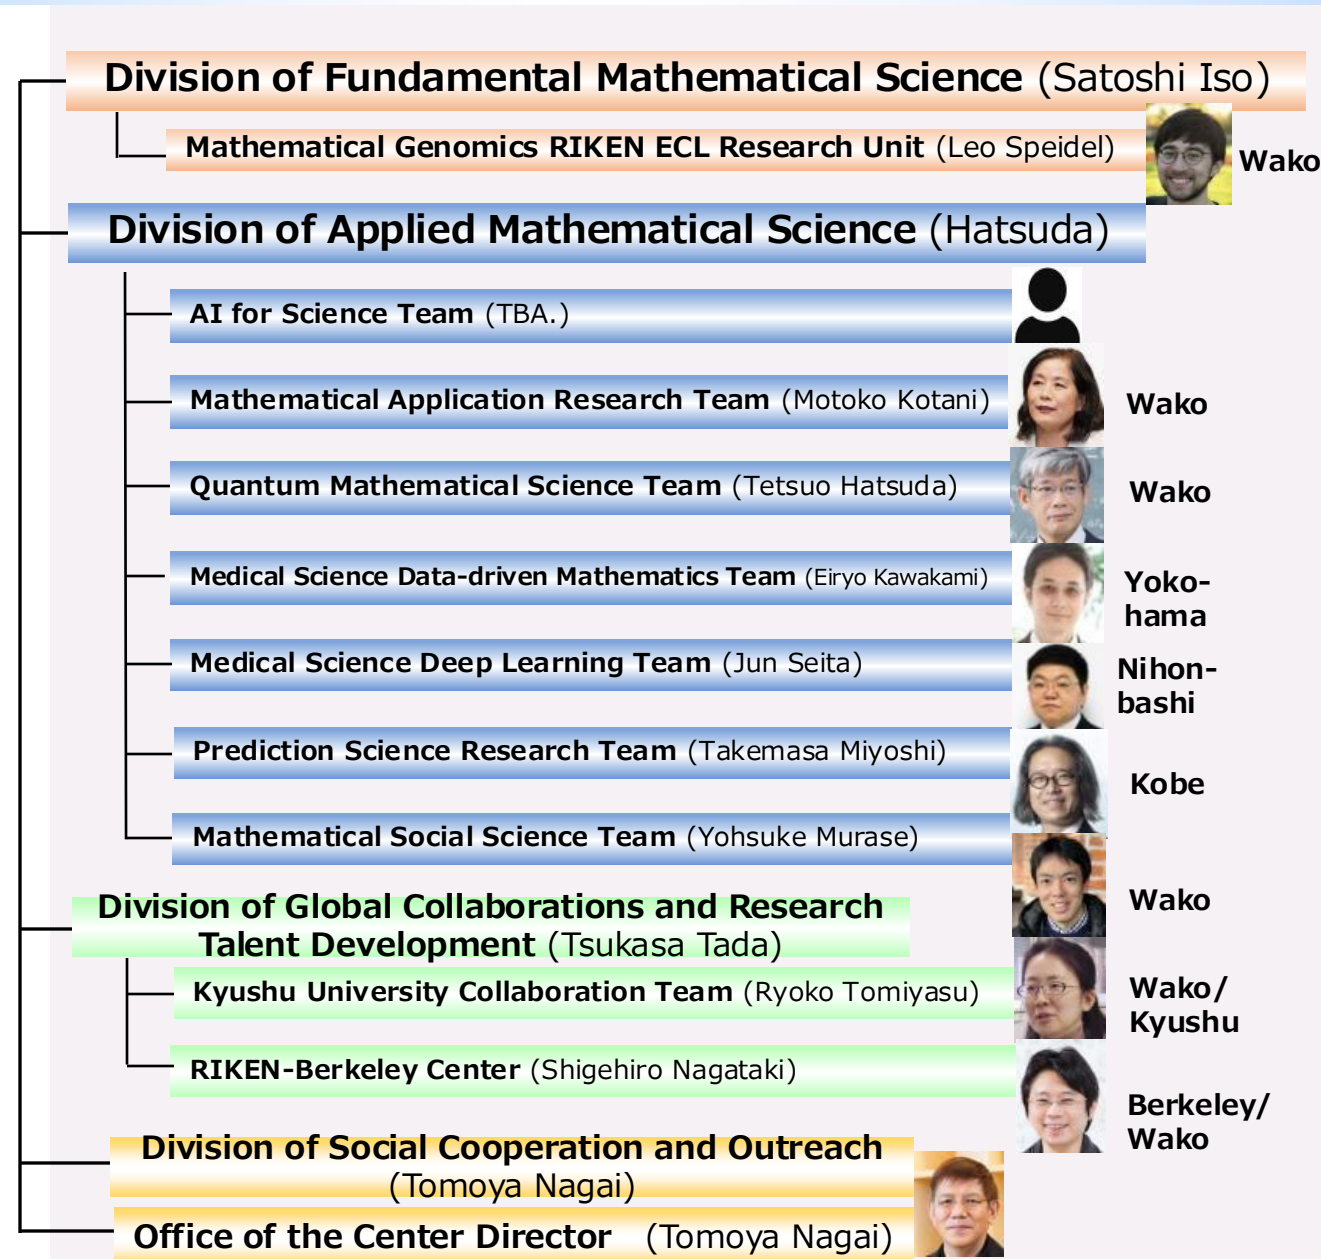 Division of Fundamental Mathematical Science (Satoshi Iso)
Mathematical Genomics RIKEN ECL Research Unit (Leo Speidel)
Wako
Division of Applied Mathematical Science (Hatsuda)
AI for Science Team (TBA.)
Mathematical Application Research Team (Motoko Kotani)
Wako
Quantum Mathematical Science Team (Tetsuo Hatsuda)
Wako
Medical Science Data-driven Mathematics Team (Eiryo Kawakami)
Yoko-
hama
Medical Science Deep Learning Team (Jun Seita)
Nihon-
bashi
Prediction Science Research Team (Takemasa Miyoshi)
Kobe
Mathematical Social Science Team (Yohsuke Murase)
Wako
Division of Global Collaborations and Research
Talent Development (Tsukasa Tada)
Kyushu University Collaboration Team (Ryoko Tomiyasu)
Wako/
Kyushu
RIKEN-Berkeley Center (Shigehiro Nagataki)
Berkeley/
Wako
Division of Social Cooperation and Outreach
(Tomoya Nagai)
Office of the Center Director (Tomoya Nagai)